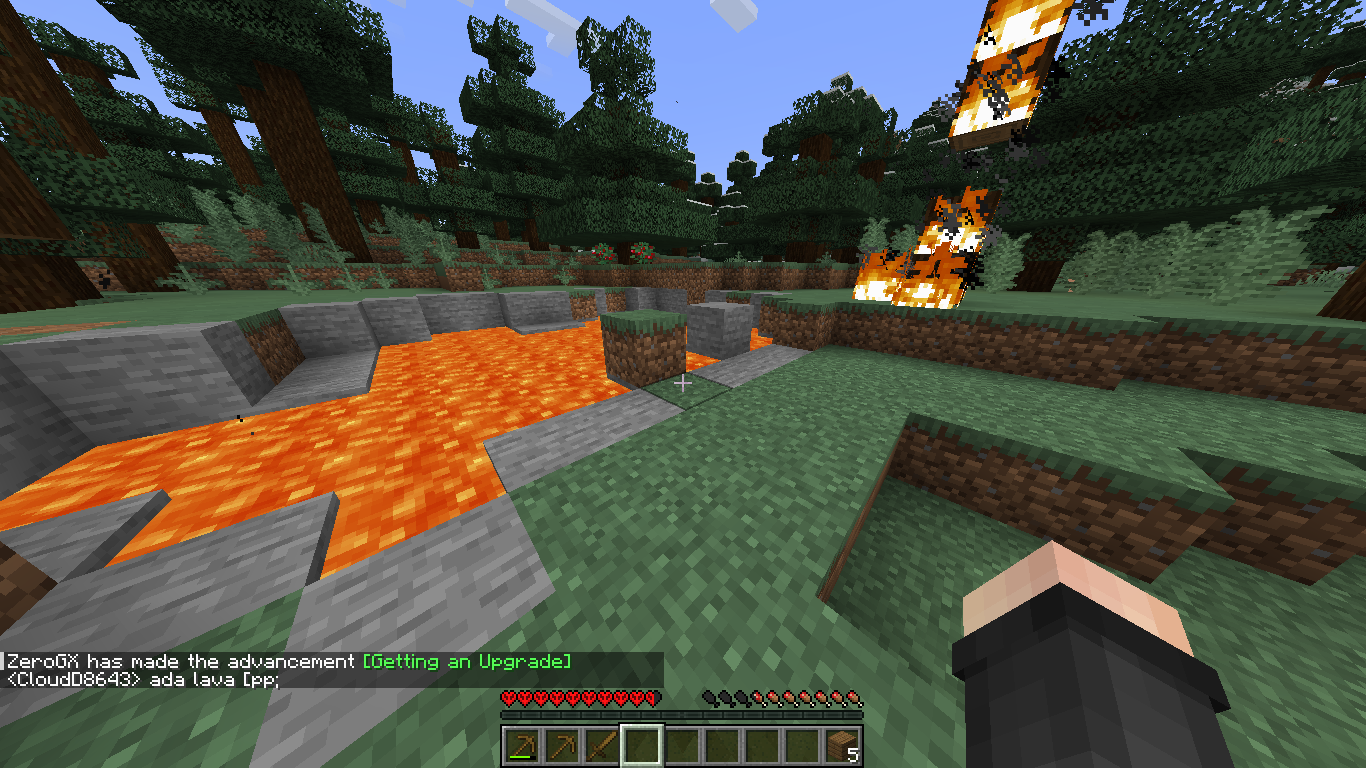 ZeroGX has made the advancement [Getting an Upgrade]
<CloudD8643> ada lava [pp;
5